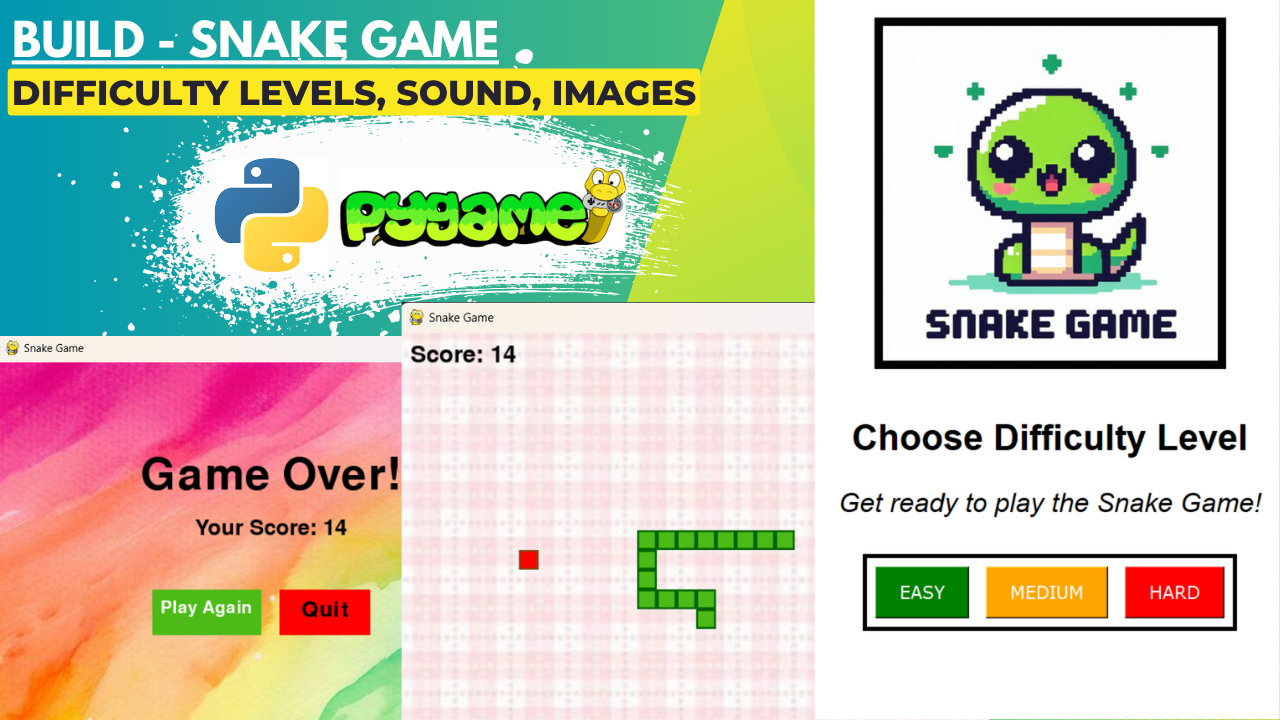 BUILD - SNAKE GAME
DIFFICULTY LEVELS, SOUND, IMAGES
pygame
Snake Game
Game Over!
Your Score: 14
Play Again
Quit
Snake Game
Score: 14
SNAKE GAME
Choose Difficulty Level
Get ready to play the Snake Game!
EASY
MEDIUM
HARD